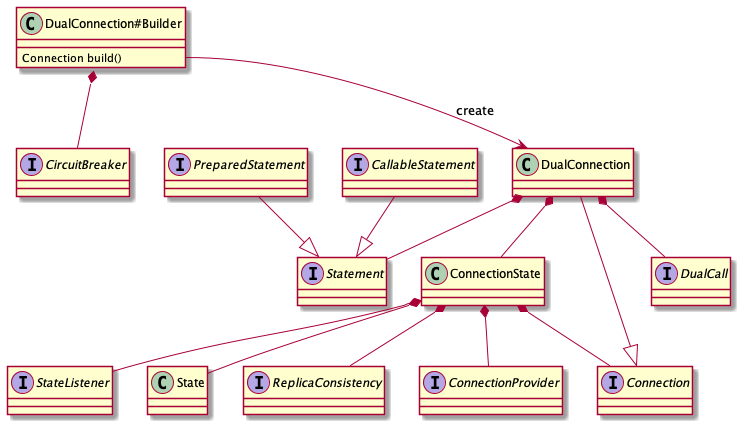 C DualConnection#Builder
Connection build()
create
I CircuitBreaker
I PreparedStatement
I CallableStatement
C DualConnection
I Statement
C ConnectionState
I DualCall
I StateListener
C State
I ReplicaConsistency
I ConnectionProvider
I Connection